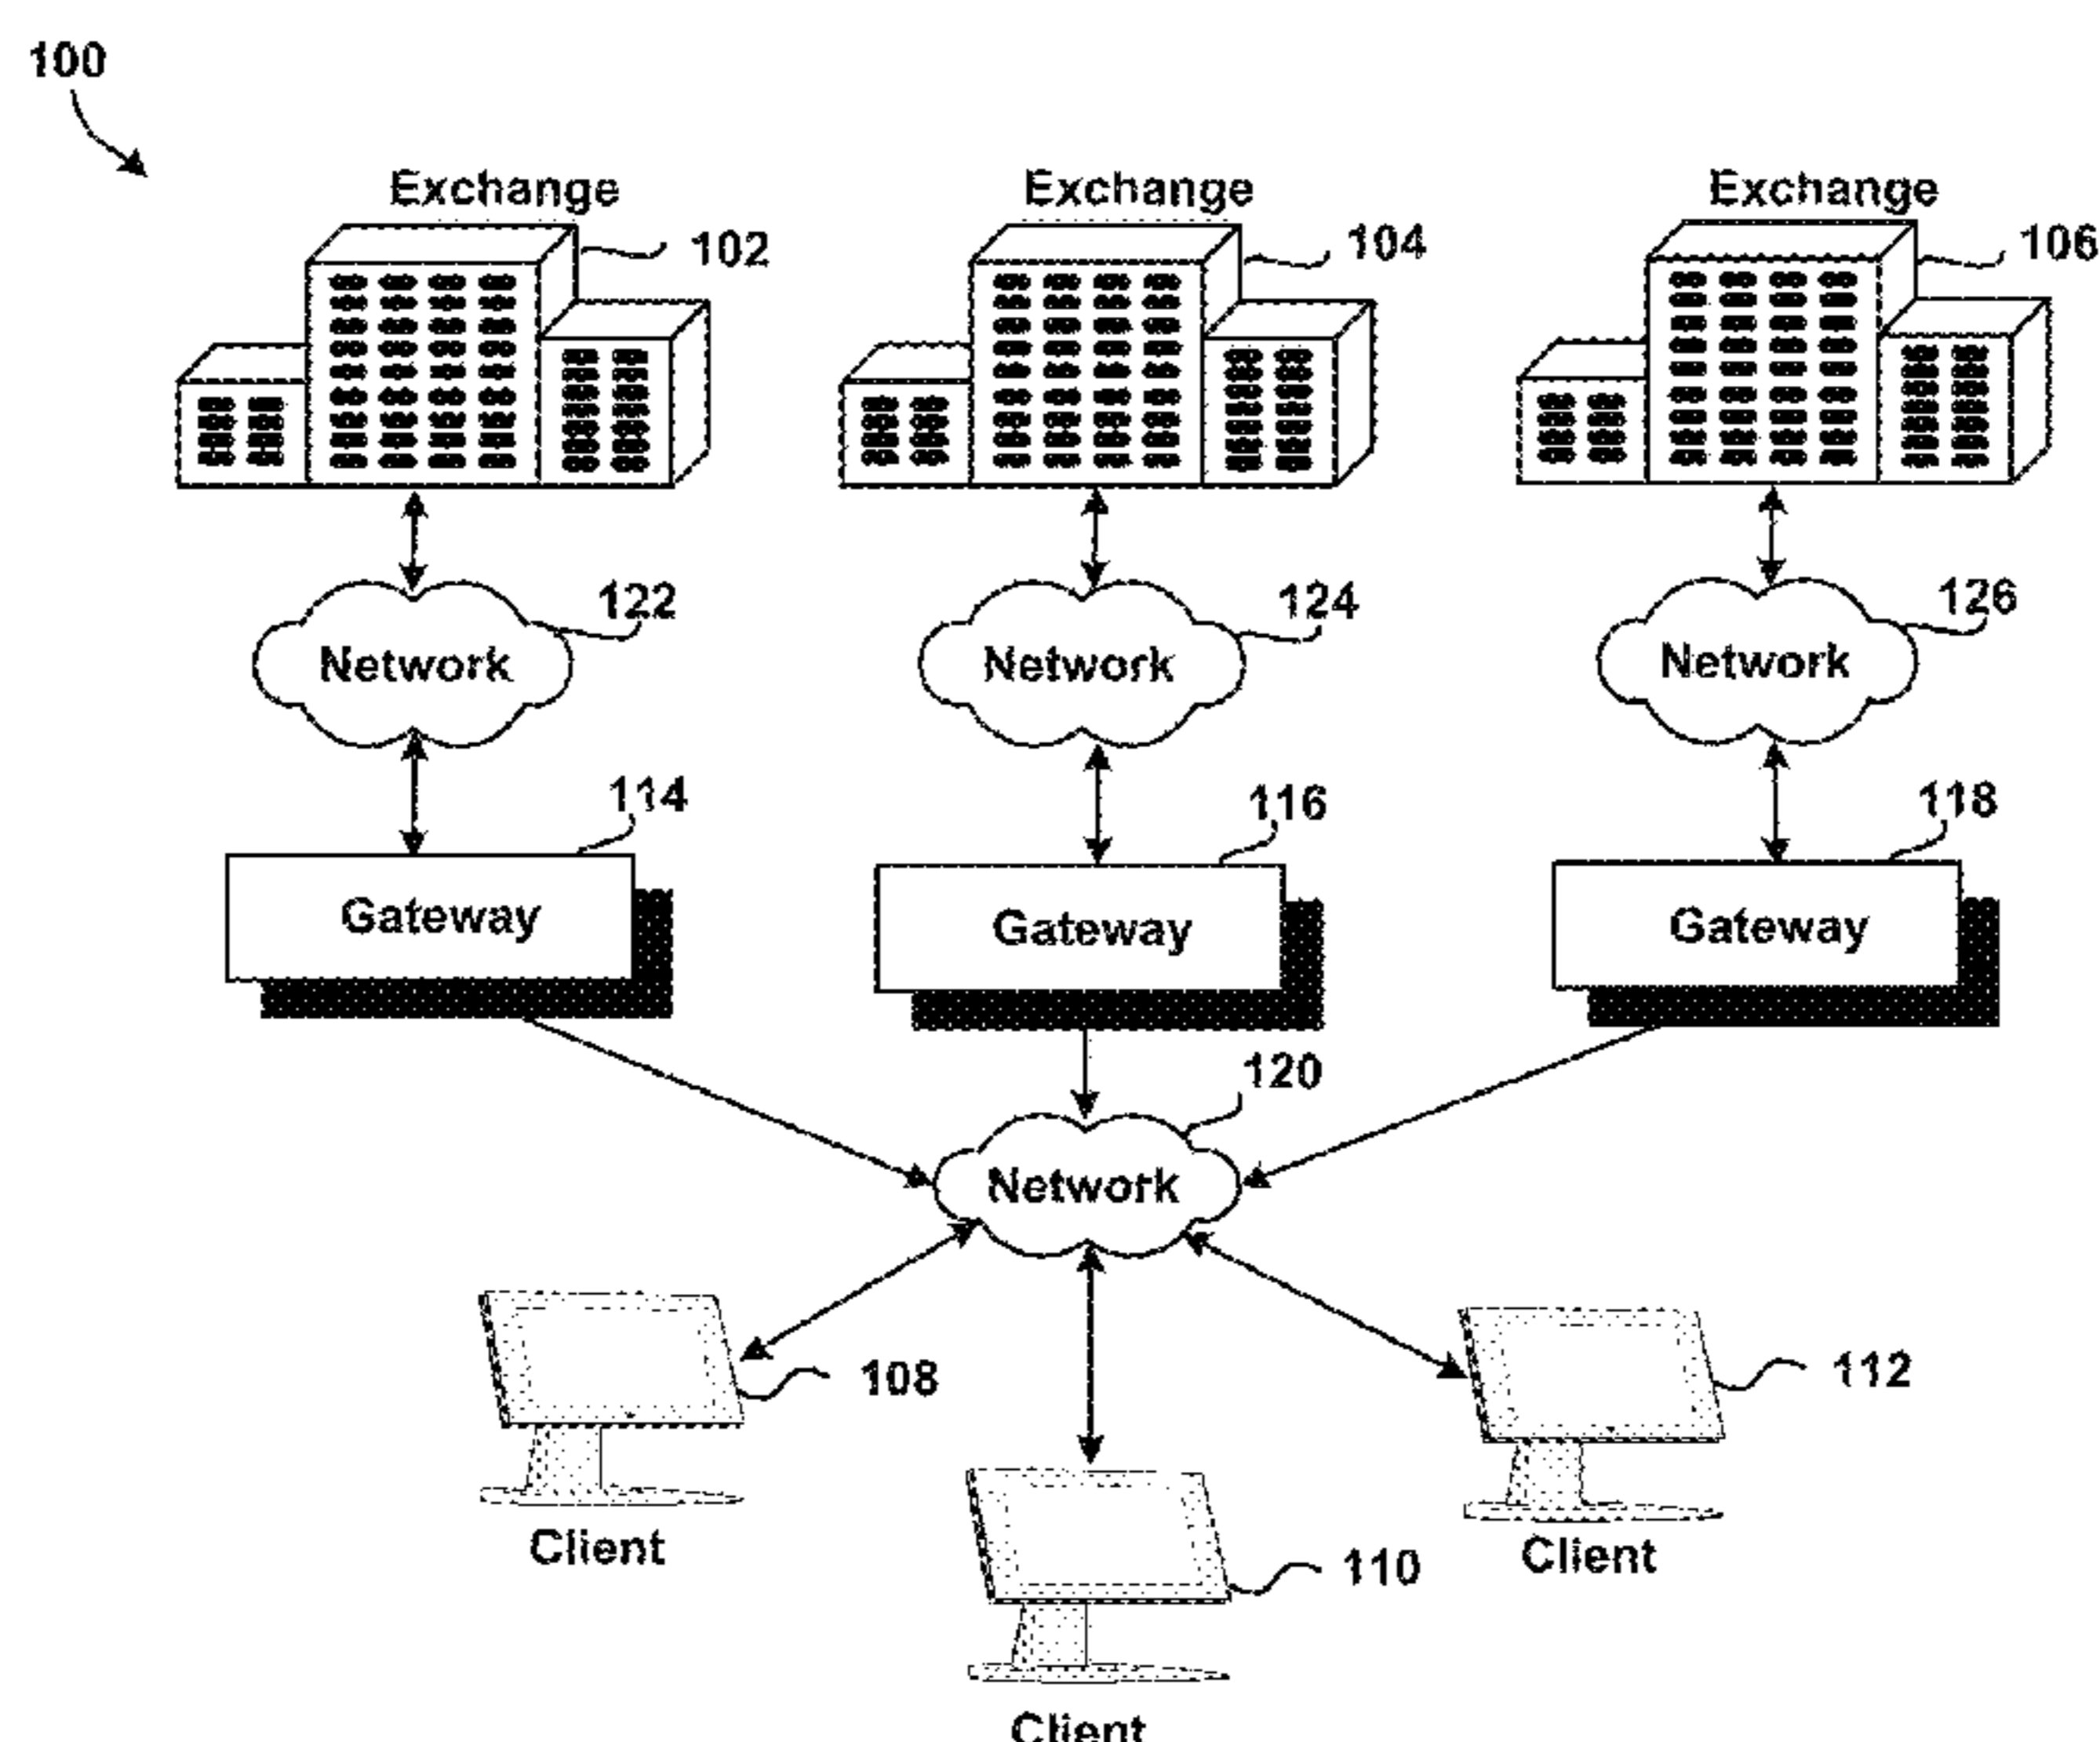 100
Exchange
Exchange
Exchange
102
104
106
122
124
126
Network
Network
Network
114
116
118
Gateway
Gateway
Gateway
120
Network
108
112
Client
110
Client
Client